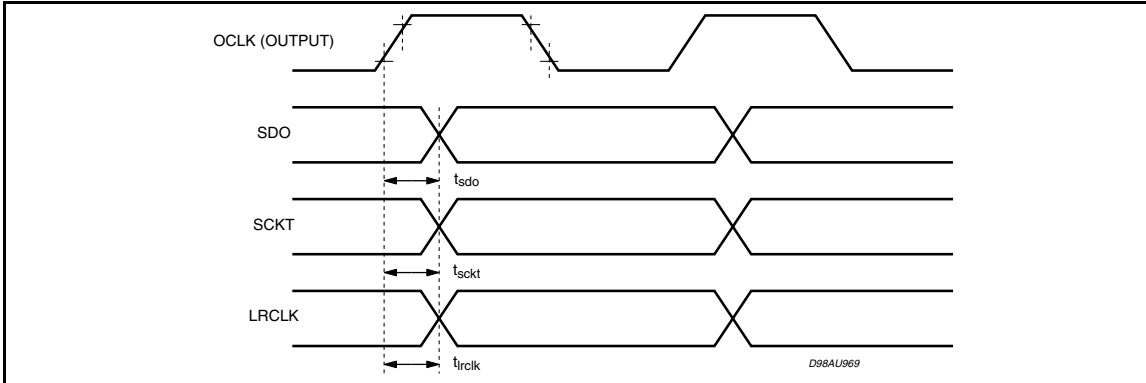 OCLK (OUTPUT)
SDO
tsdo
SCKT
tsckt
LRCLK
tlrclk
D98AU969